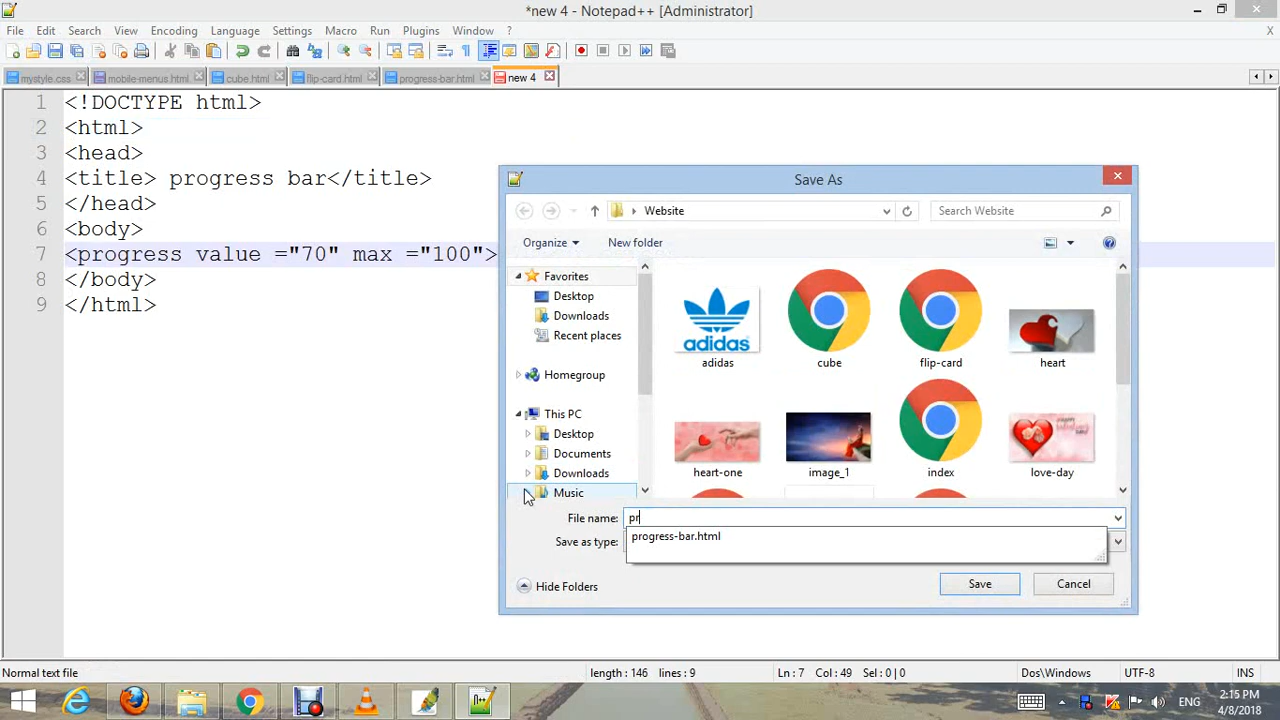 *new 4 - Notepad++ [Administrator]
File Edit Search View Encoding Language Settings Macro Run Plugins Window ? X
mystyle.css mobile-menus.html cube.html flip-card.html progress-bar.html new 4
1 <!DOCTYPE html>
2 <html>
3 <head>
4 <title> progress bar</title>
5 </head>
6 <body>
7 <progress value ="70" max ="100">
8 </body>
9 </html>
Save As
Website
Search Website
Organize New folder
Favorites
Desktop
Downloads
Recent places
Homegroup
This PC
Desktop
Documents
Downloads
Music
adidas
adidas cube flip-card heart
heart-one image_1 index love-day
File name: pr
progress-bar.html
Save as type:
Hide Folders
Save Cancel
Normal text file length : 146 lines : 9 Ln : 7 Col : 49 Sel : 0 | 0 Dos\Windows UTF-8 INS
ENG
2:15 PM
4/8/2018